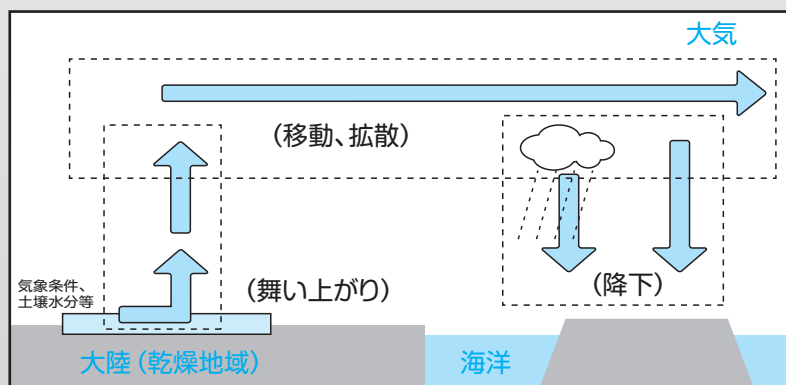 大気
（移動、拡散）
気象条件、
土壌水分等
（舞い上がり）
（降下）
大陸（乾燥地域）
海洋